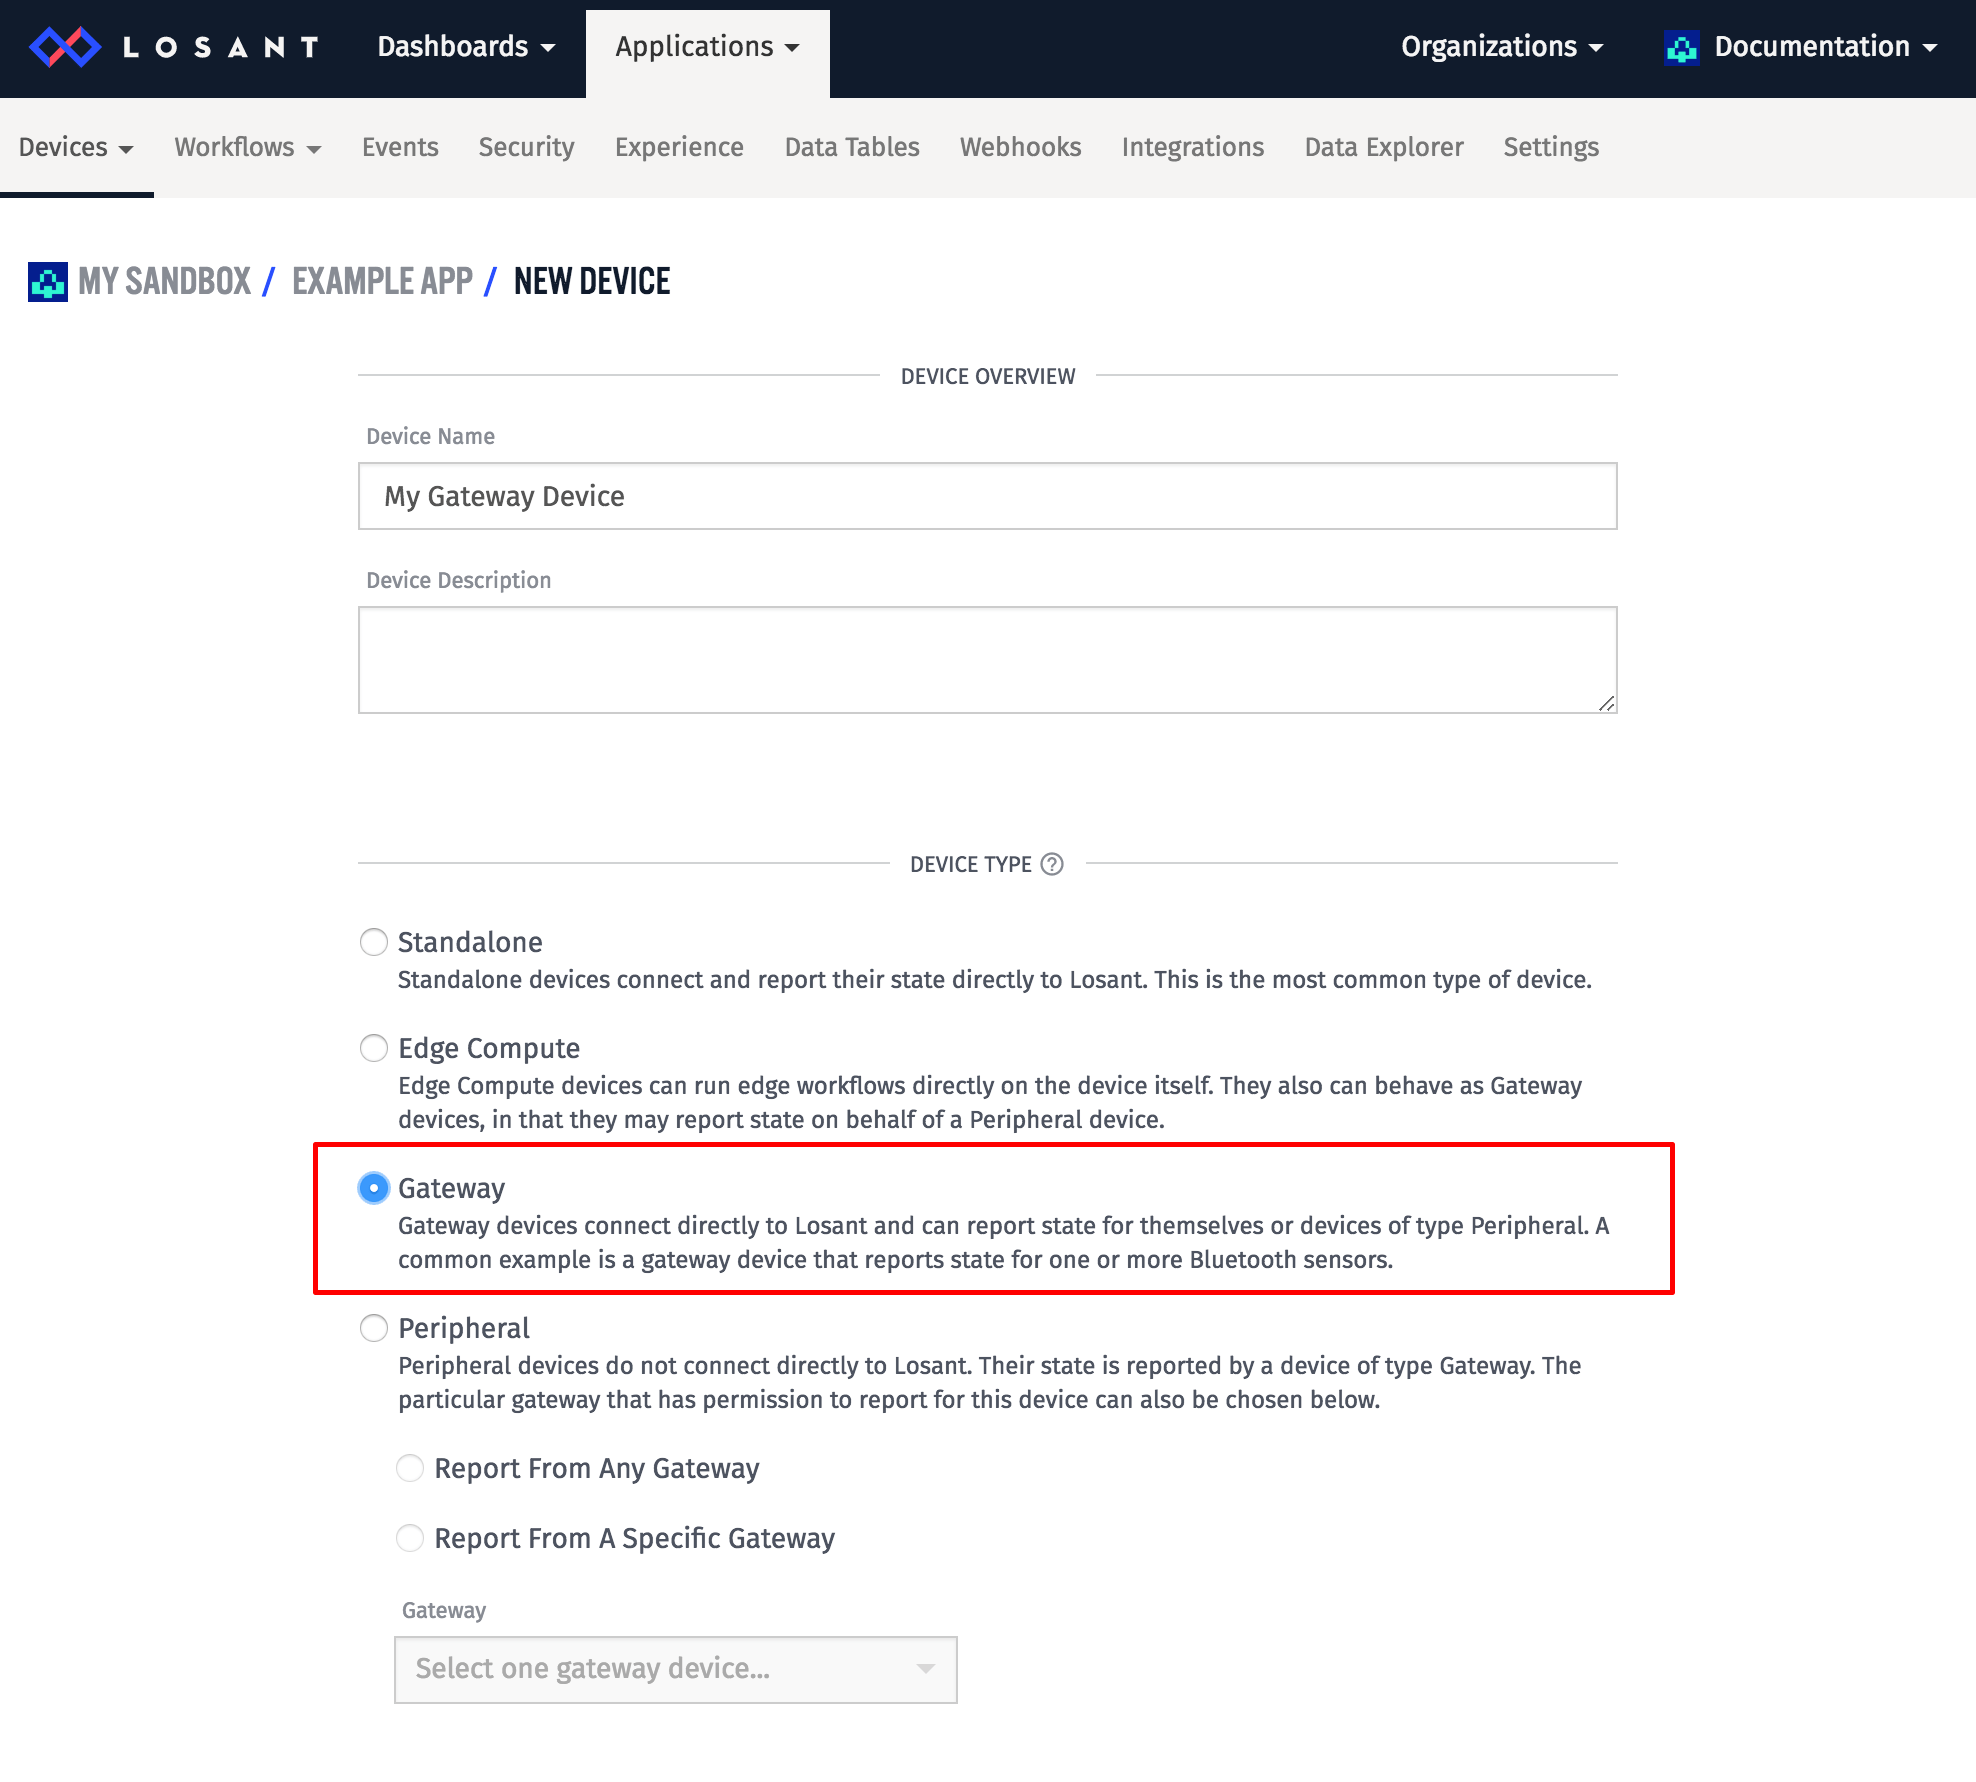 LOSANT Dashboards Applications Organizations Documentation
Devices Workflows Events Security Experience Data Tables Webhooks Integrations Data Explorer Settings
MY SANDBOX / EXAMPLE APP / NEW DEVICE
DEVICE OVERVIEW
Device Name
My Gateway Device
Device Description
DEVICE TYPE ?
Standalone
Standalone devices connect and report their state directly to Losant. This is the most common type of device.
Edge Compute
Edge Compute devices can run edge workflows directly on the device itself. They also can behave as Gateway
devices, in that they may report state on behalf of a Peripheral device.
Gateway
Gateway devices connect directly to Losant and can report state for themselves or devices of type Peripheral. A
common example is a gateway device that reports state for one or more Bluetooth sensors.
Peripheral
Peripheral devices do not connect directly to Losant. Their state is reported by a device of type Gateway. The
particular gateway that has permission to report for this device can also be chosen below.
Report From Any Gateway
Report From A Specific Gateway
Gateway
Select one gateway device...